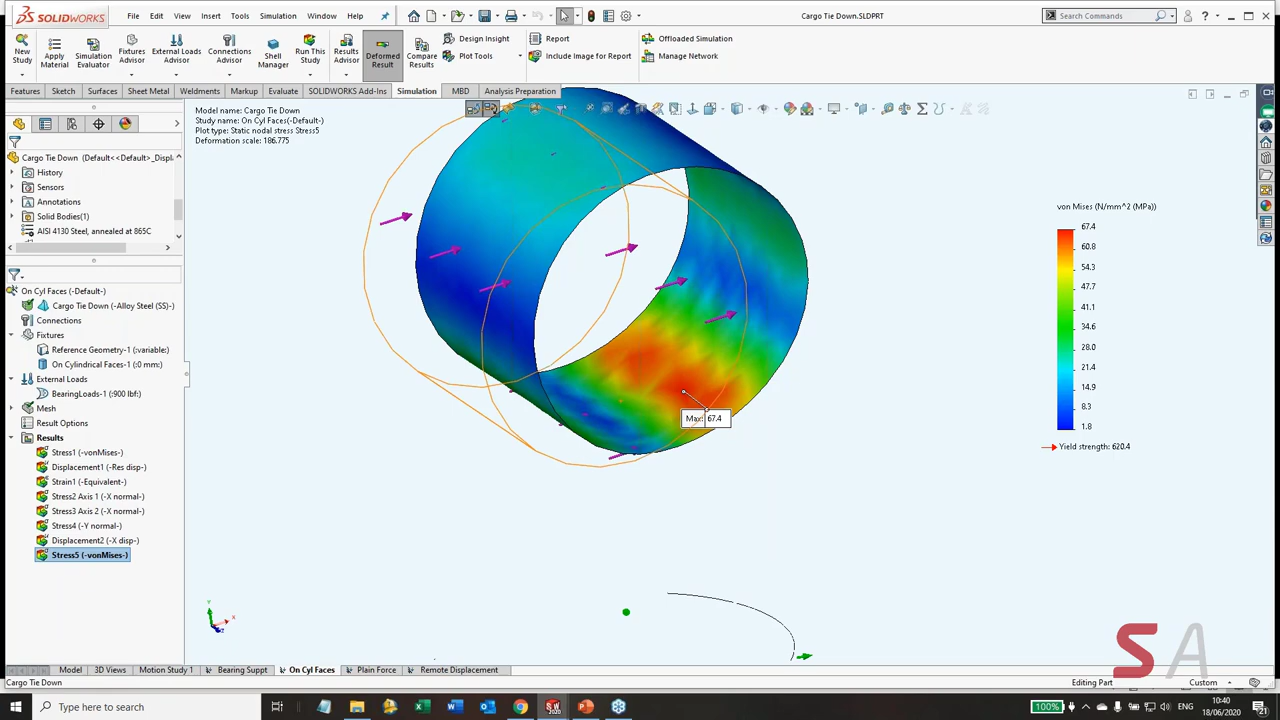 SOLIDWORKS
File Edit View Insert Tools Simulation Window Help
Cargo Tie Down.SLDPRT
Search Commands
New Study
Apply Material
Simulation Evaluator
Fixtures Advisor
External Loads Advisor
Connections Advisor
Shell Manager
Run This Study
Results Advisor
Deformed Result
Compare Results
Design Insight
Plot Tools
Report
Include Image for Report
Offloaded Simulation
Manage Network
Features Sketch Surfaces Sheet Metal Weldments Markup Evaluate SOLIDWORKS Add-Ins Simulation MBD Analysis Preparation
Model name: Cargo Tie Down
Study name: On Cyl Faces(-Default-)
Plot type: Static nodal stress Stress5
Deformation scale: 186.775
Cargo Tie Down (Default<<Default>_Displ
History
Sensors
Annotations
Solid Bodies(1)
AISI 4130 Steel, annealed at 865C
On Cyl Faces (-Default-)
Cargo Tie Down (-Alloy Steel (SS)-)
Connections
Fixtures
Reference Geometry-1 (:variable:)
On Cylindrical Faces-1 (:0 mm:)
External Loads
BearingLoads-1 (:900 lbf:)
Mesh
Result Options
Results
Stress1 (-vonMises-)
Displacement1 (-Res disp-)
Strain1 (-Equivalent-)
Stress2 Axis 1 (-X normal-)
Stress3 Axis 2 (-X normal-)
Stress4 (-Y normal-)
Displacement2 (-X disp-)
Stress5 (-vonMises-)
von Mises (N/mm^2 (MPa))
67.4
60.8
54.3
47.7
41.1
34.6
28.0
21.4
14.9
8.3
1.8
Yield strength: 620.4
Max: 67.4
Y
X
Z
SA
Model 3D Views Motion Study 1 Bearing Suppt On Cyl Faces Plain Force Remote Displacement
Cargo Tie Down
Editing Part
Custom
Type here to search
100%
10:40
18/06/2020
21